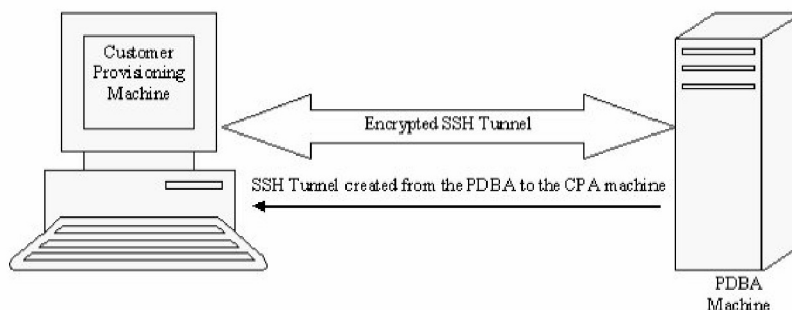 Customer
Provisioning
Machine
Encrypted SSH Tunnel
SSH Tunnel created from the PDBA to the CPA machine
PDBA
Machine